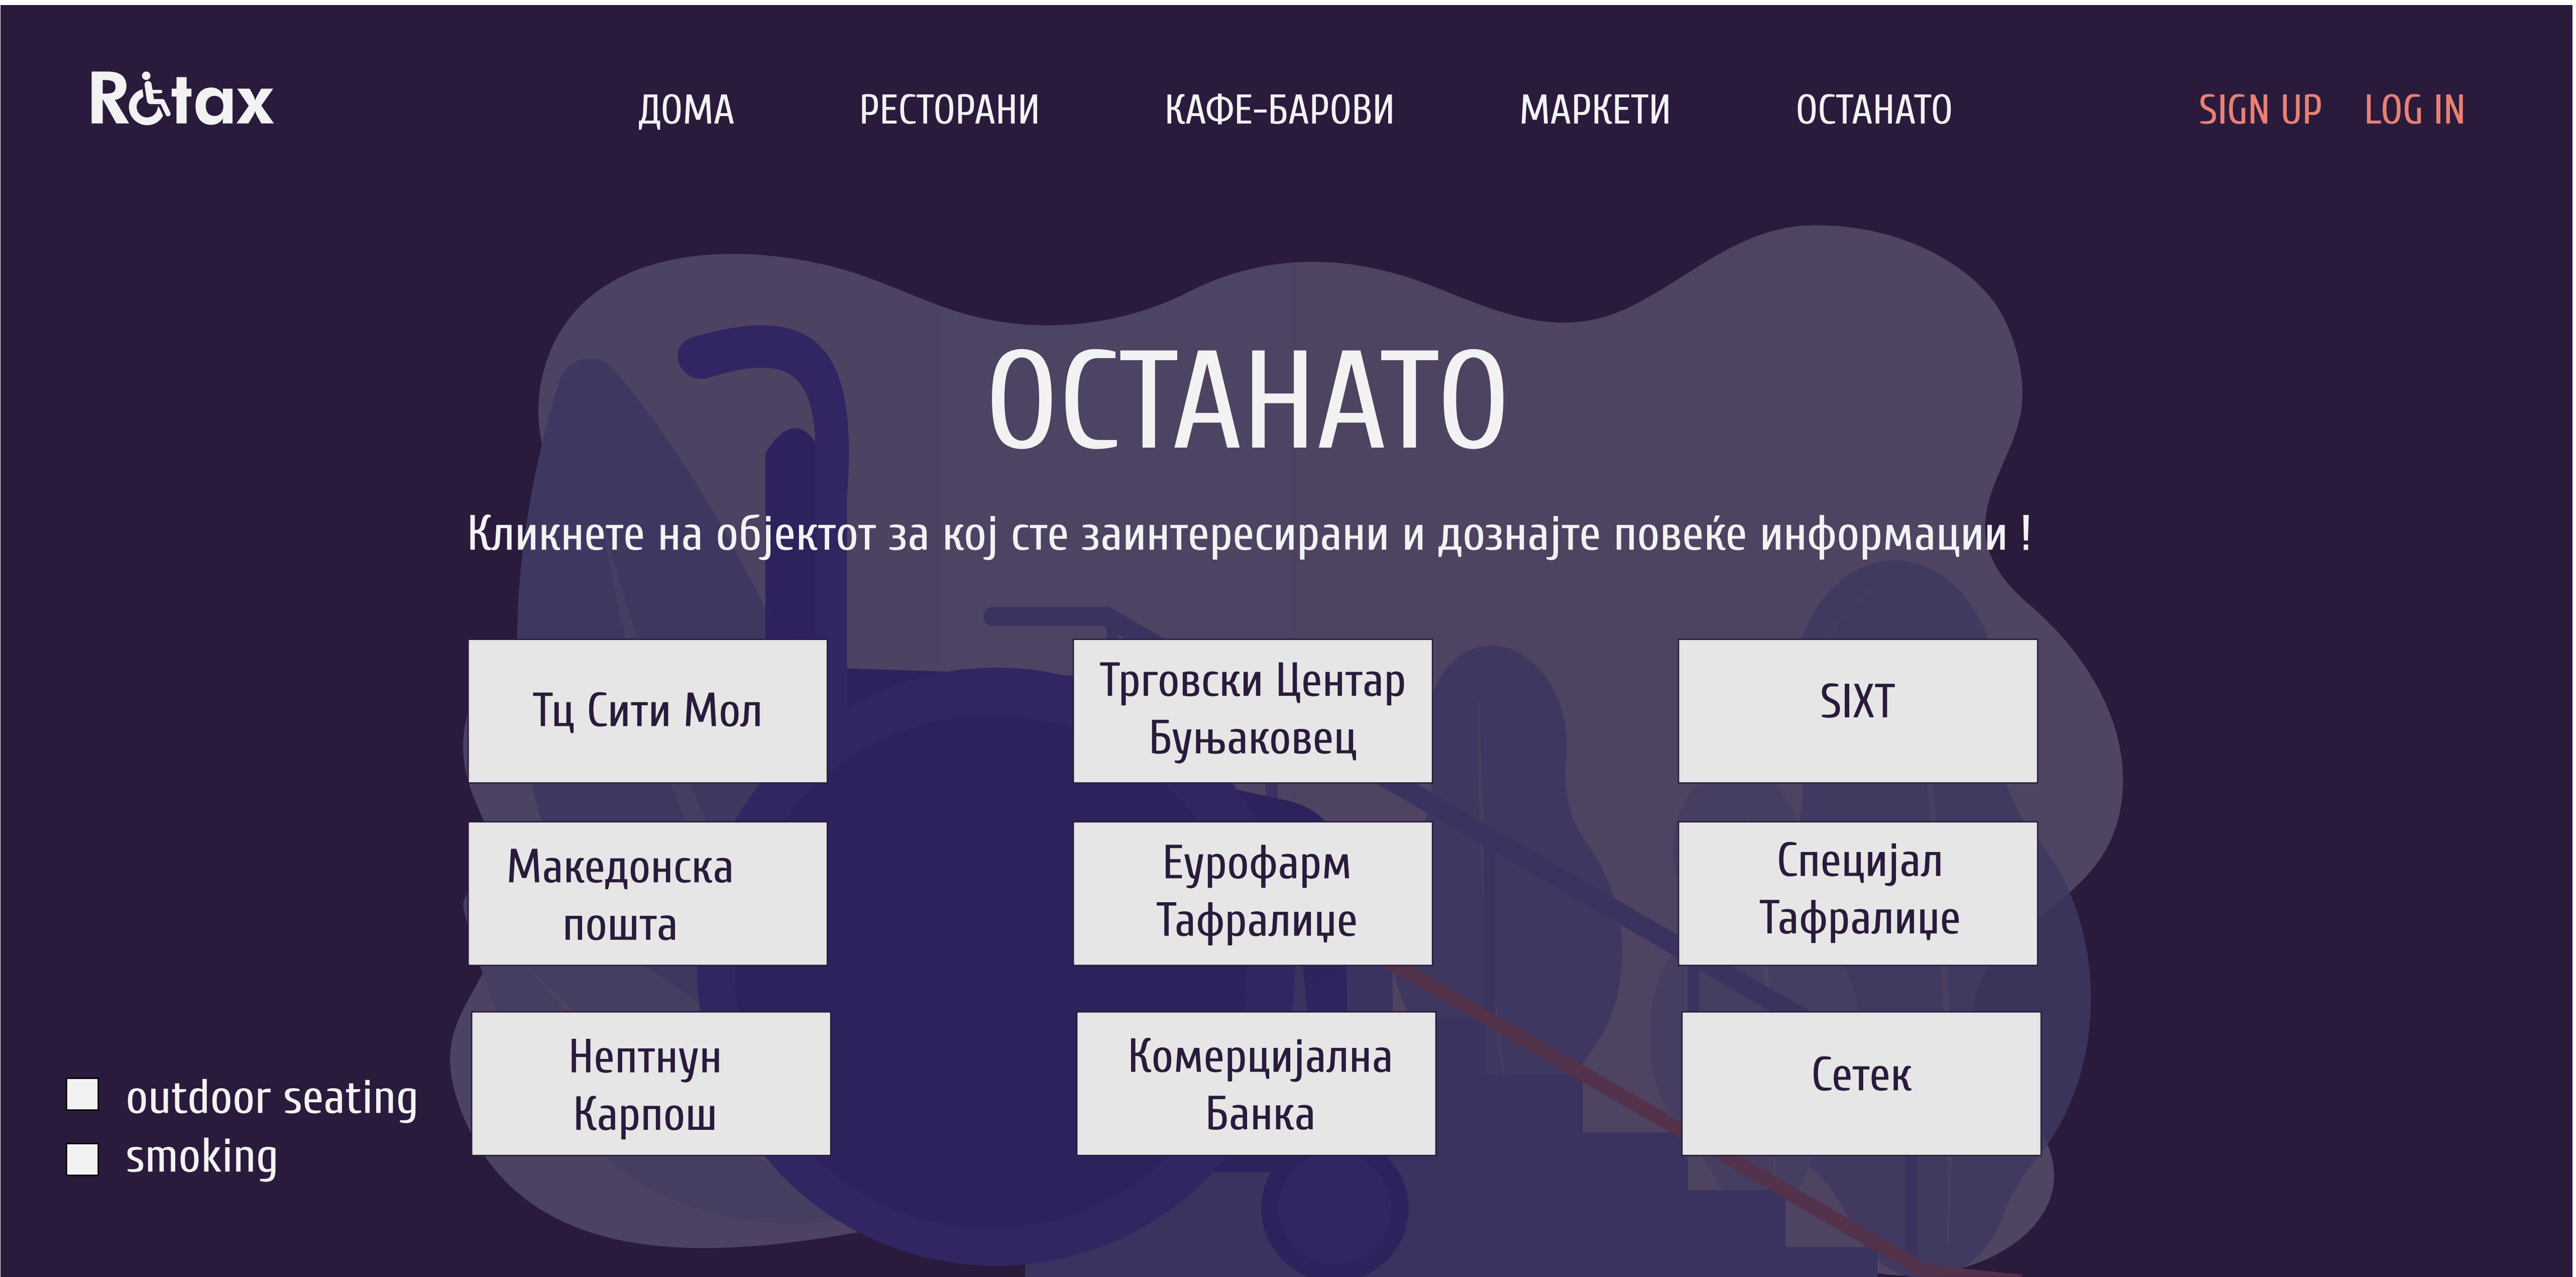 Rotax
ДОМА
РЕСТОРАНИ
КАФЕ-БАРОВИ
МАРКЕТИ
ОСТАНАТО
SIGN UP
LOG IN
ОСТАНАТО
Кликнете на објектот за кој сте заинтересирани и дознајте повеќе информации !
Тц Сити Мол
Трговски Центар
Буњаковец
SIXT
Македонска
пошта
Еурофарм
Тафралиџе
Специјал
Тафралиџе
Нептнун
Карпош
Комерцијална
Банка
Сетек
outdoor seating
smoking